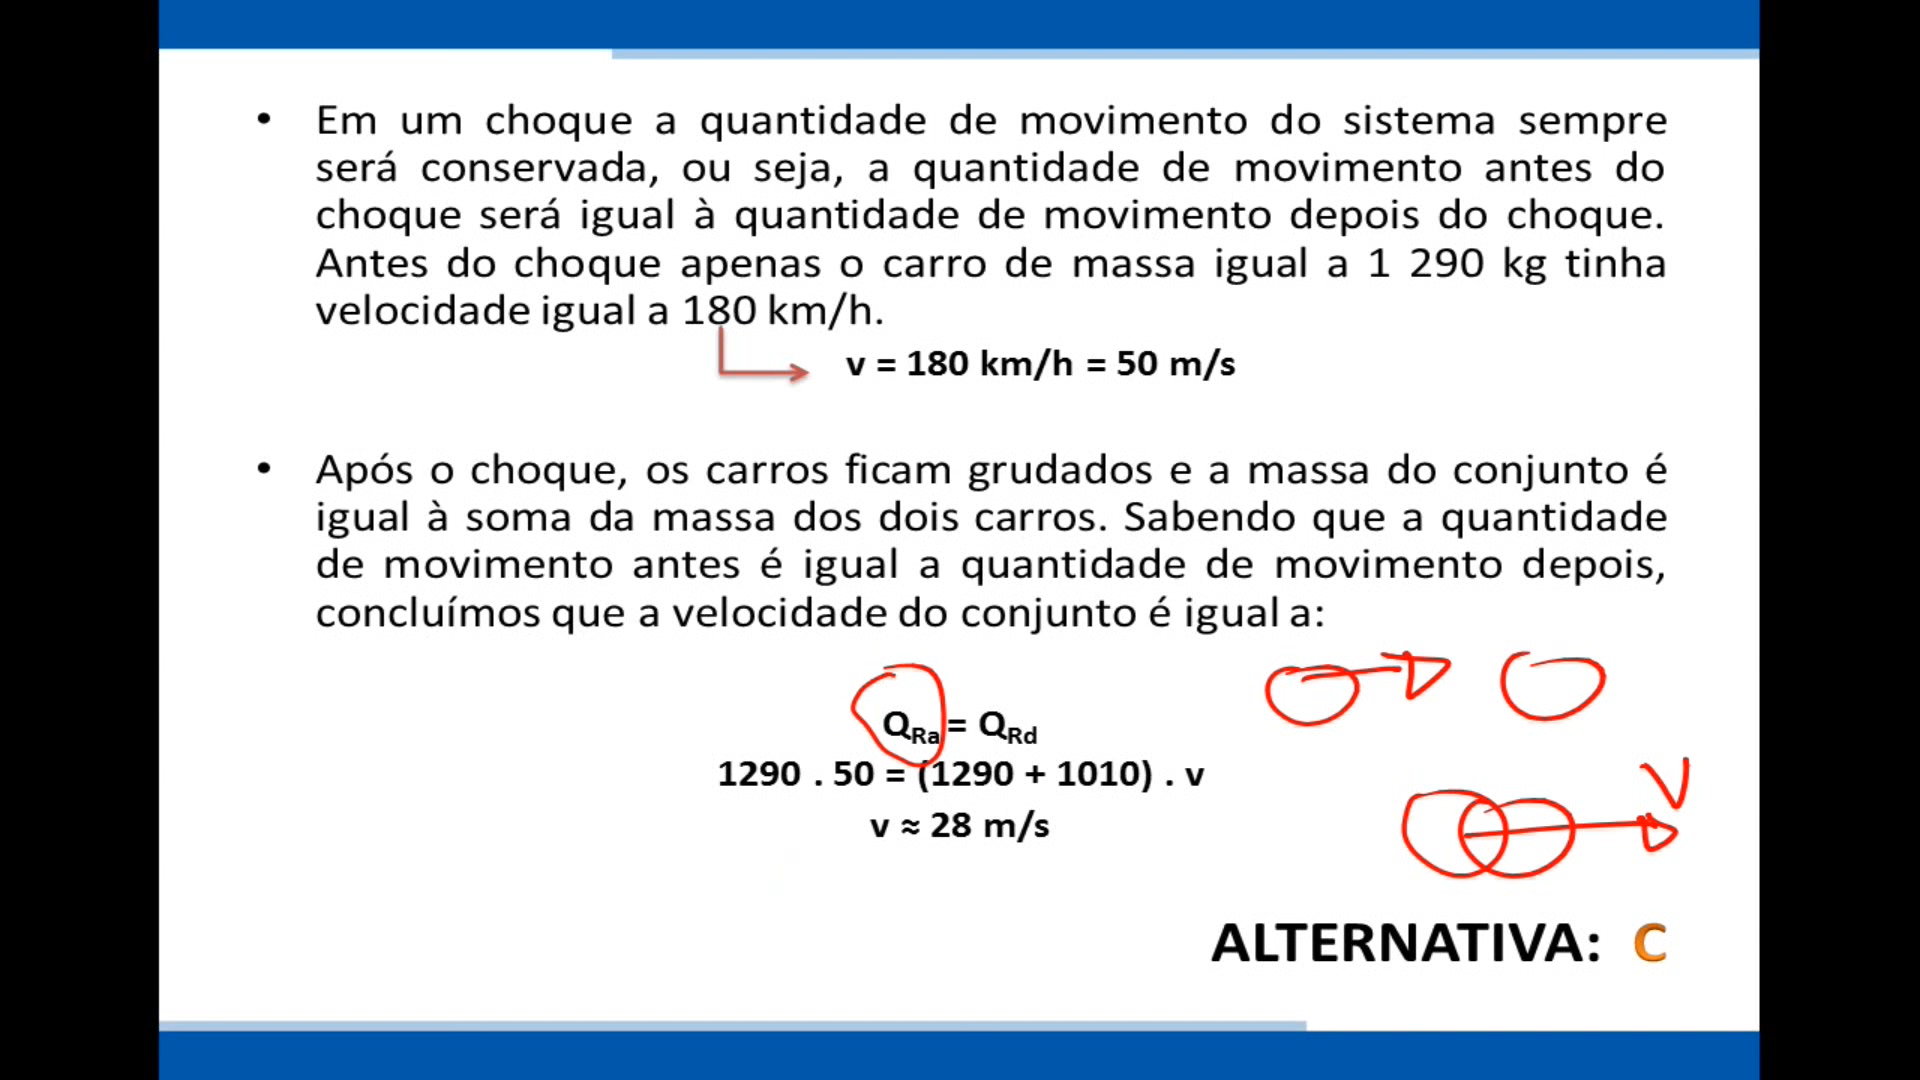 • Em um choque a quantidade de movimento do sistema sempre
será conservada, ou seja, a quantidade de movimento antes do
choque será igual à quantidade de movimento depois do choque.
Antes do choque apenas o carro de massa igual a 1 290 kg tinha
velocidade igual a 180 km/h.
v = 180 km/h = 50 m/s
• Após o choque, os carros ficam grudados e a massa do conjunto é
igual à soma da massa dos dois carros. Sabendo que a quantidade
de movimento antes é igual a quantidade de movimento depois,
concluímos que a velocidade do conjunto é igual a:
Q_Ra = Q_Rd
1290 . 50 = (1290 + 1010) . v
v ≈ 28 m/s
V
ALTERNATIVA: C